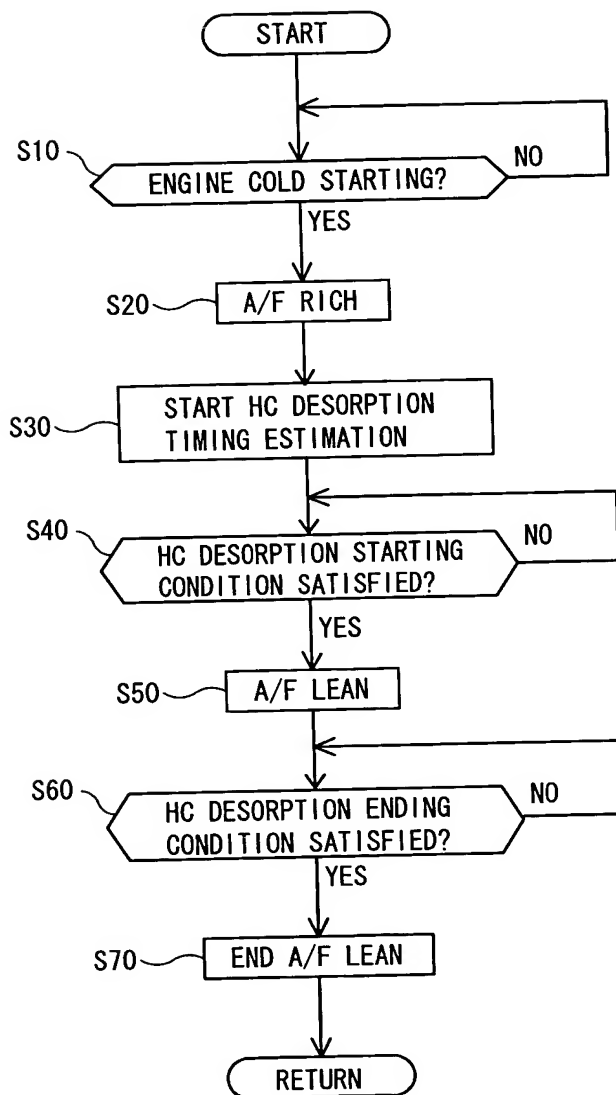 START
S10
ENGINE COLD STARTING?
NO
YES
S20
A/F RICH
S30
START HC DESORPTION
TIMING ESTIMATION
S40
HC DESORPTION STARTING
CONDITION SATISFIED?
NO
YES
S50
A/F LEAN
S60
HC DESORPTION ENDING
CONDITION SATISFIED?
NO
YES
S70
END A/F LEAN
RETURN